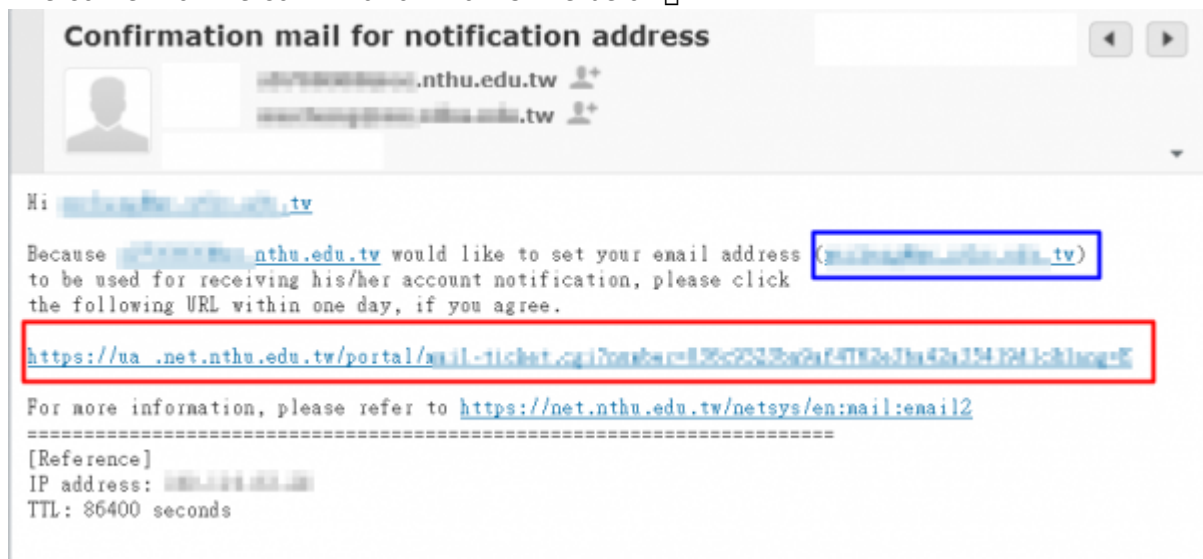 Confirmation mail for notification address
.nthu.edu.tw
.tw
Hi tw
Because nthu.edu.tw would like to set your email address ( tw)
to be used for receiving his/her account notification, please click
the following URL within one day, if you agree.
https://ua .net.nthu.edu.tw/portal/
For more information, please refer to https://net.nthu.edu.tw/netsys/en:mail:email2
=======================================================================
[Reference]
IP address:
TTL: 86400 seconds